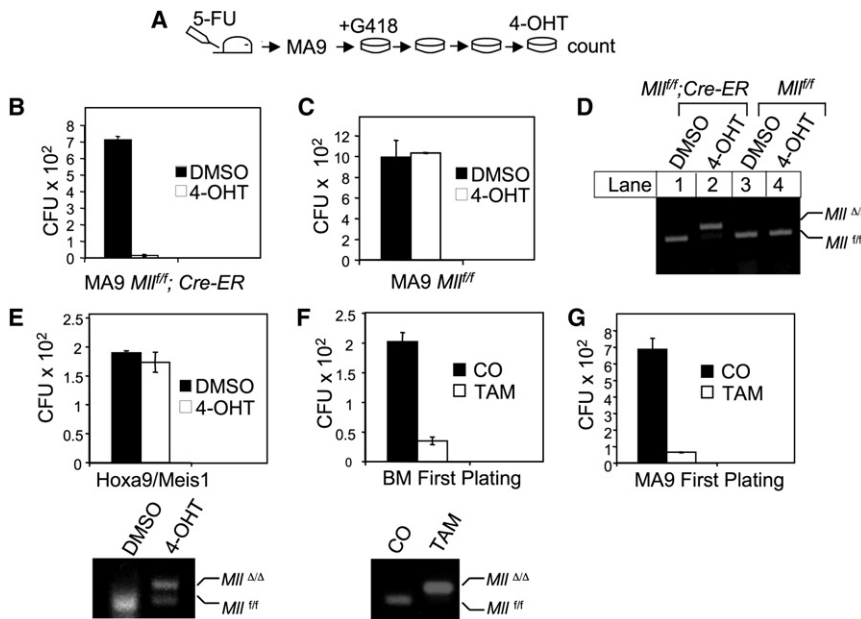 A
5-FU
MA9
+G418
4-OHT
count
B
CFU x 10²
8
7
6
5
4
3
2
1
0
DMSO
4-OHT
MA9 Mll^f/f; Cre-ER
C
CFU x 10²
12
10
8
6
4
2
0
DMSO
4-OHT
MA9 Mll^f/f
D
Mll^f/f;Cre-ER
Mll^f/f
DMSO
4-OHT
DMSO
4-OHT
Lane 1 2 3 4
Mll Δ/
Mll f/f
E
CFU x 10²
2.5
2
1.5
1
0.5
0
DMSO
4-OHT
Hoxa9/Meis1
DMSO
4-OHT
Mll Δ/Δ
Mll f/f
F
CFU x 10²
2.5
2
1.5
1
0.5
0
CO
TAM
BM First Plating
CO
TAM
Mll Δ/Δ
Mll f/f
G
CFU x 10²
8
7
6
5
4
3
2
1
0
CO
TAM
MA9 First Plating